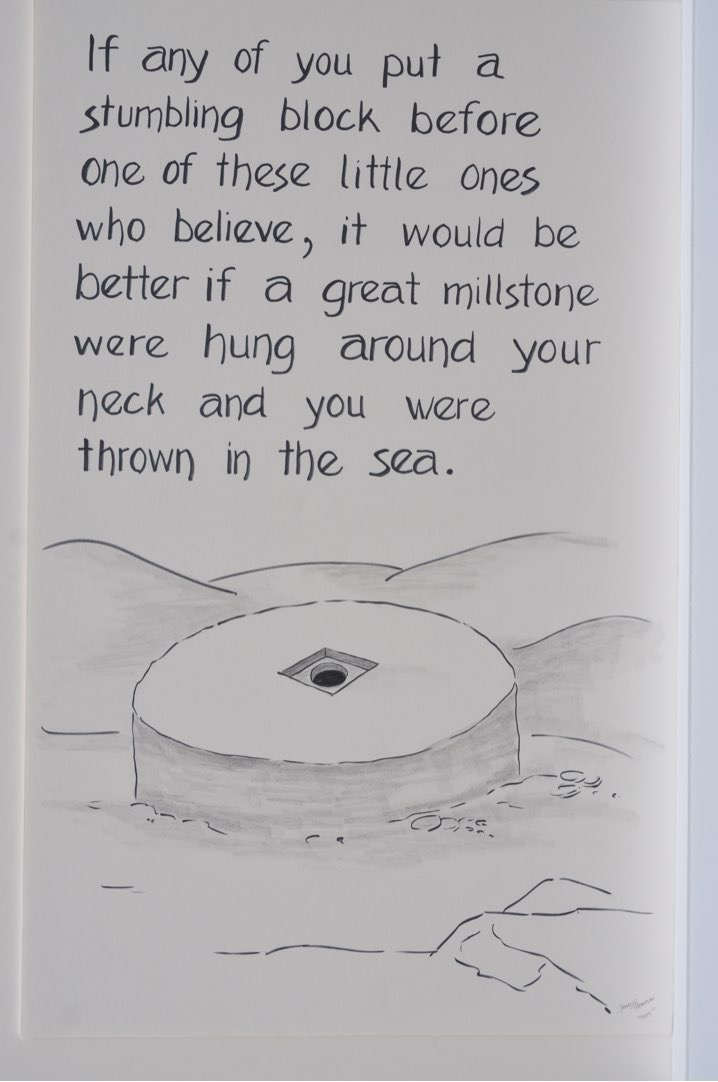 If any of you put a
stumbling block before
one of these little ones
who believe, it would be
better if a great millstone
were hung around your
neck and you were
thrown in the sea.